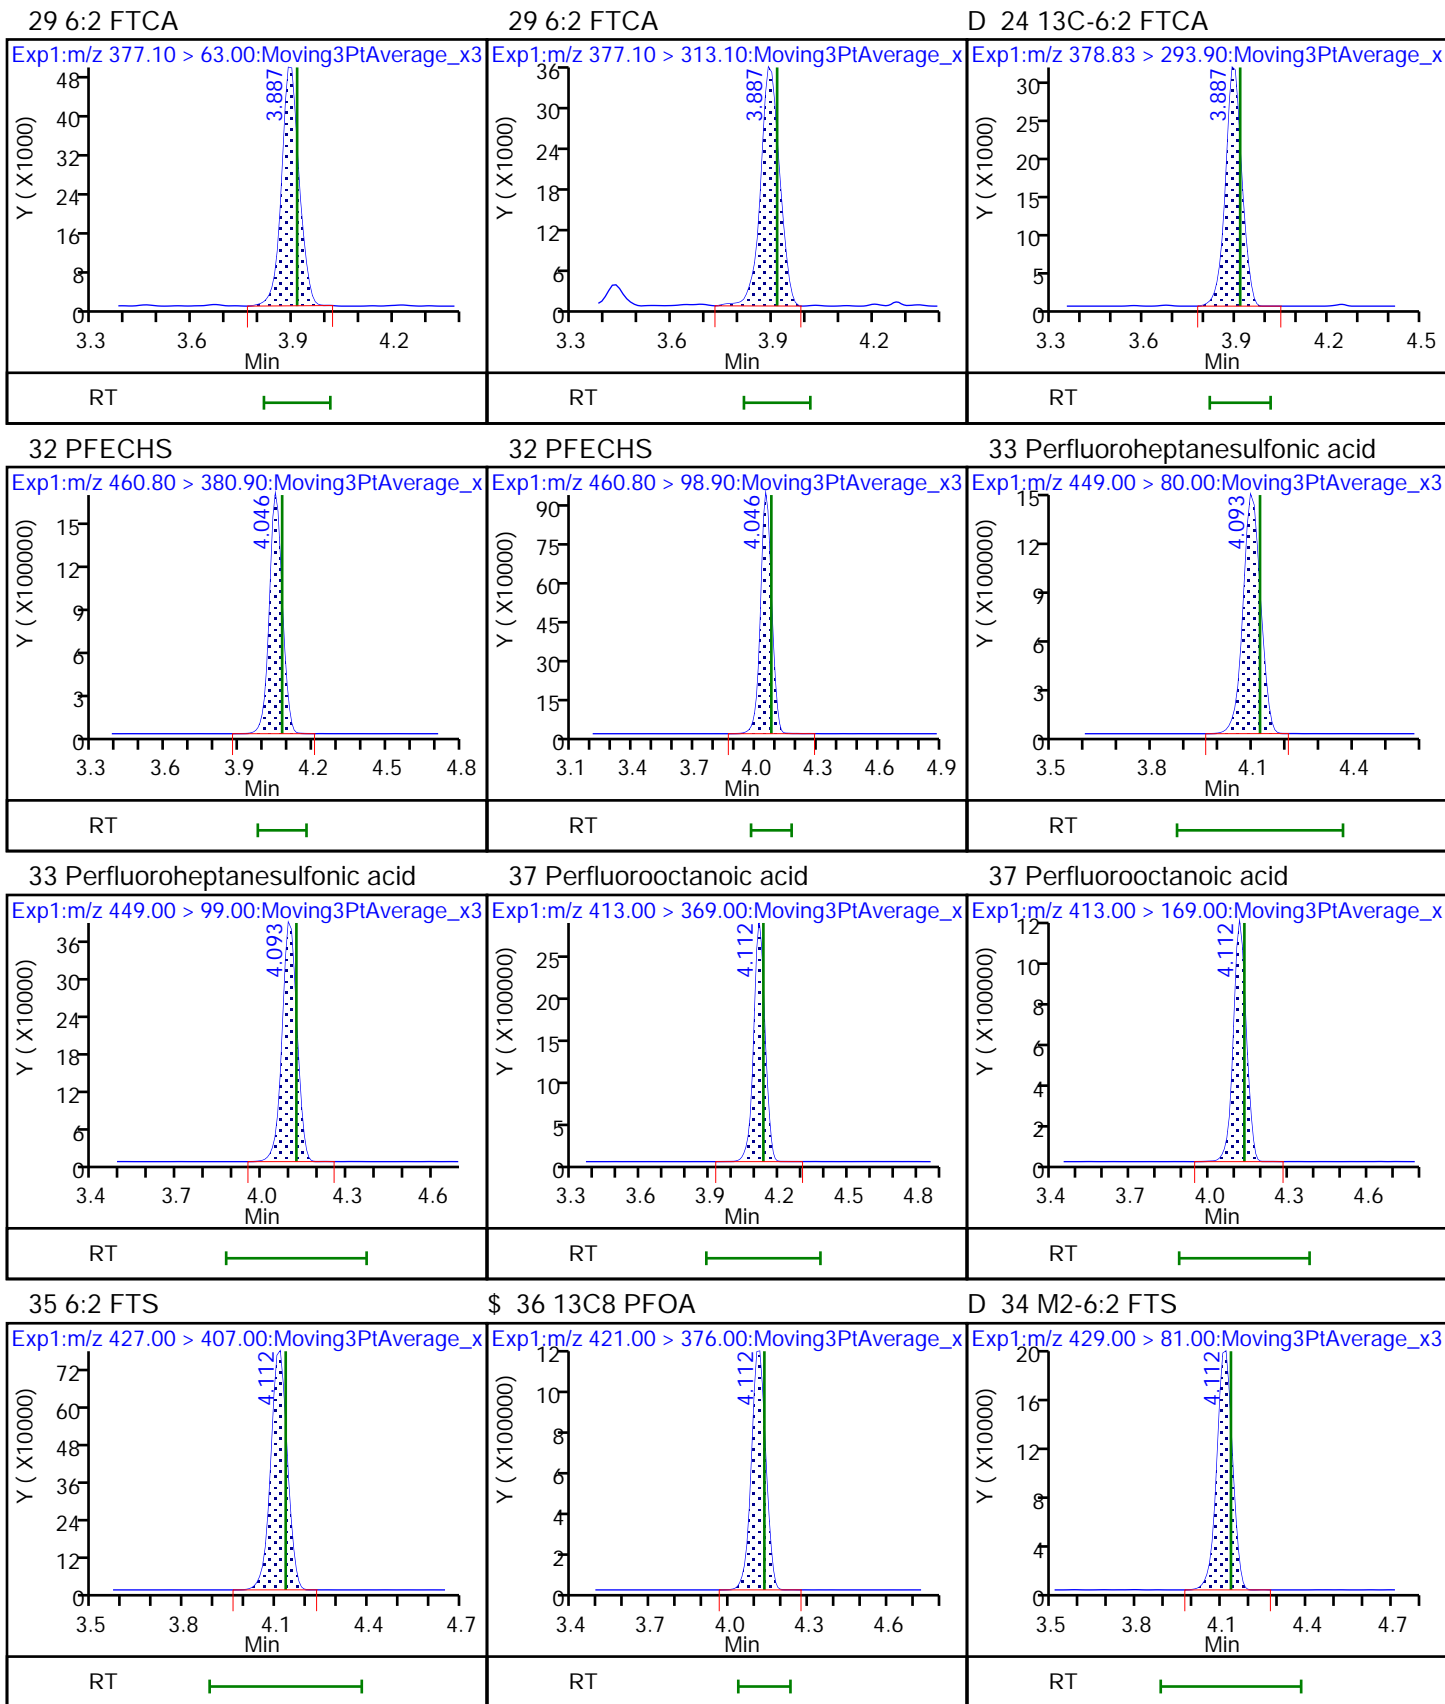 29 6:2 FTCA
Exp1:m/z 377.10 > 63.00:Moving3PtAverage_x3
3.887
Y ( X1000)
48
40
32
24
16
8
0
3.3 3.6 3.9 4.2
Min
RT
29 6:2 FTCA
Exp1:m/z 377.10 > 313.10:Moving3PtAverage_x
3.887
Y ( X1000)
36
30
24
18
12
6
0
3.3 3.6 3.9 4.2
Min
RT
D 24 13C-6:2 FTCA
Exp1:m/z 378.83 > 293.90:Moving3PtAverage_x
3.887
Y ( X1000)
30
25
20
15
10
5
0
3.3 3.6 3.9 4.2 4.5
Min
RT
32 PFECHS
Exp1:m/z 460.80 > 380.90:Moving3PtAverage_x
4.046
Y ( X100000)
15
12
9
6
3
0
3.3 3.6 3.9 4.2 4.5 4.8
Min
RT
32 PFECHS
Exp1:m/z 460.80 > 98.90:Moving3PtAverage_x3
4.046
Y ( X10000)
90
75
60
45
30
15
0
3.1 3.4 3.7 4.0 4.3 4.6 4.9
Min
RT
33 Perfluoroheptanesulfonic acid
Exp1:m/z 449.00 > 80.00:Moving3PtAverage_x3
4.093
Y ( X100000)
15
12
9
6
3
0
3.5 3.8 4.1 4.4
Min
RT
33 Perfluoroheptanesulfonic acid
Exp1:m/z 449.00 > 99.00:Moving3PtAverage_x3
4.093
Y ( X10000)
36
30
24
18
12
6
0
3.4 3.7 4.0 4.3 4.6
Min
RT
37 Perfluorooctanoic acid
Exp1:m/z 413.00 > 369.00:Moving3PtAverage_x
4.112
Y ( X100000)
25
20
15
10
5
0
3.3 3.6 3.9 4.2 4.5 4.8
Min
RT
37 Perfluorooctanoic acid
Exp1:m/z 413.00 > 169.00:Moving3PtAverage_x
4.112
Y ( X100000)
12
10
8
6
4
2
0
3.4 3.7 4.0 4.3 4.6
Min
RT
35 6:2 FTS
Exp1:m/z 427.00 > 407.00:Moving3PtAverage_x
4.112
Y ( X10000)
72
60
48
36
24
12
0
3.5 3.8 4.1 4.4 4.7
Min
RT
$ 36 13C8 PFOA
Exp1:m/z 421.00 > 376.00:Moving3PtAverage_x
4.112
Y ( X100000)
12
10
8
6
4
2
0
3.4 3.7 4.0 4.3 4.6
Min
RT
D 34 M2-6:2 FTS
Exp1:m/z 429.00 > 81.00:Moving3PtAverage_x3
4.112
Y ( X10000)
20
16
12
8
4
0
3.5 3.8 4.1 4.4 4.7
Min
RT